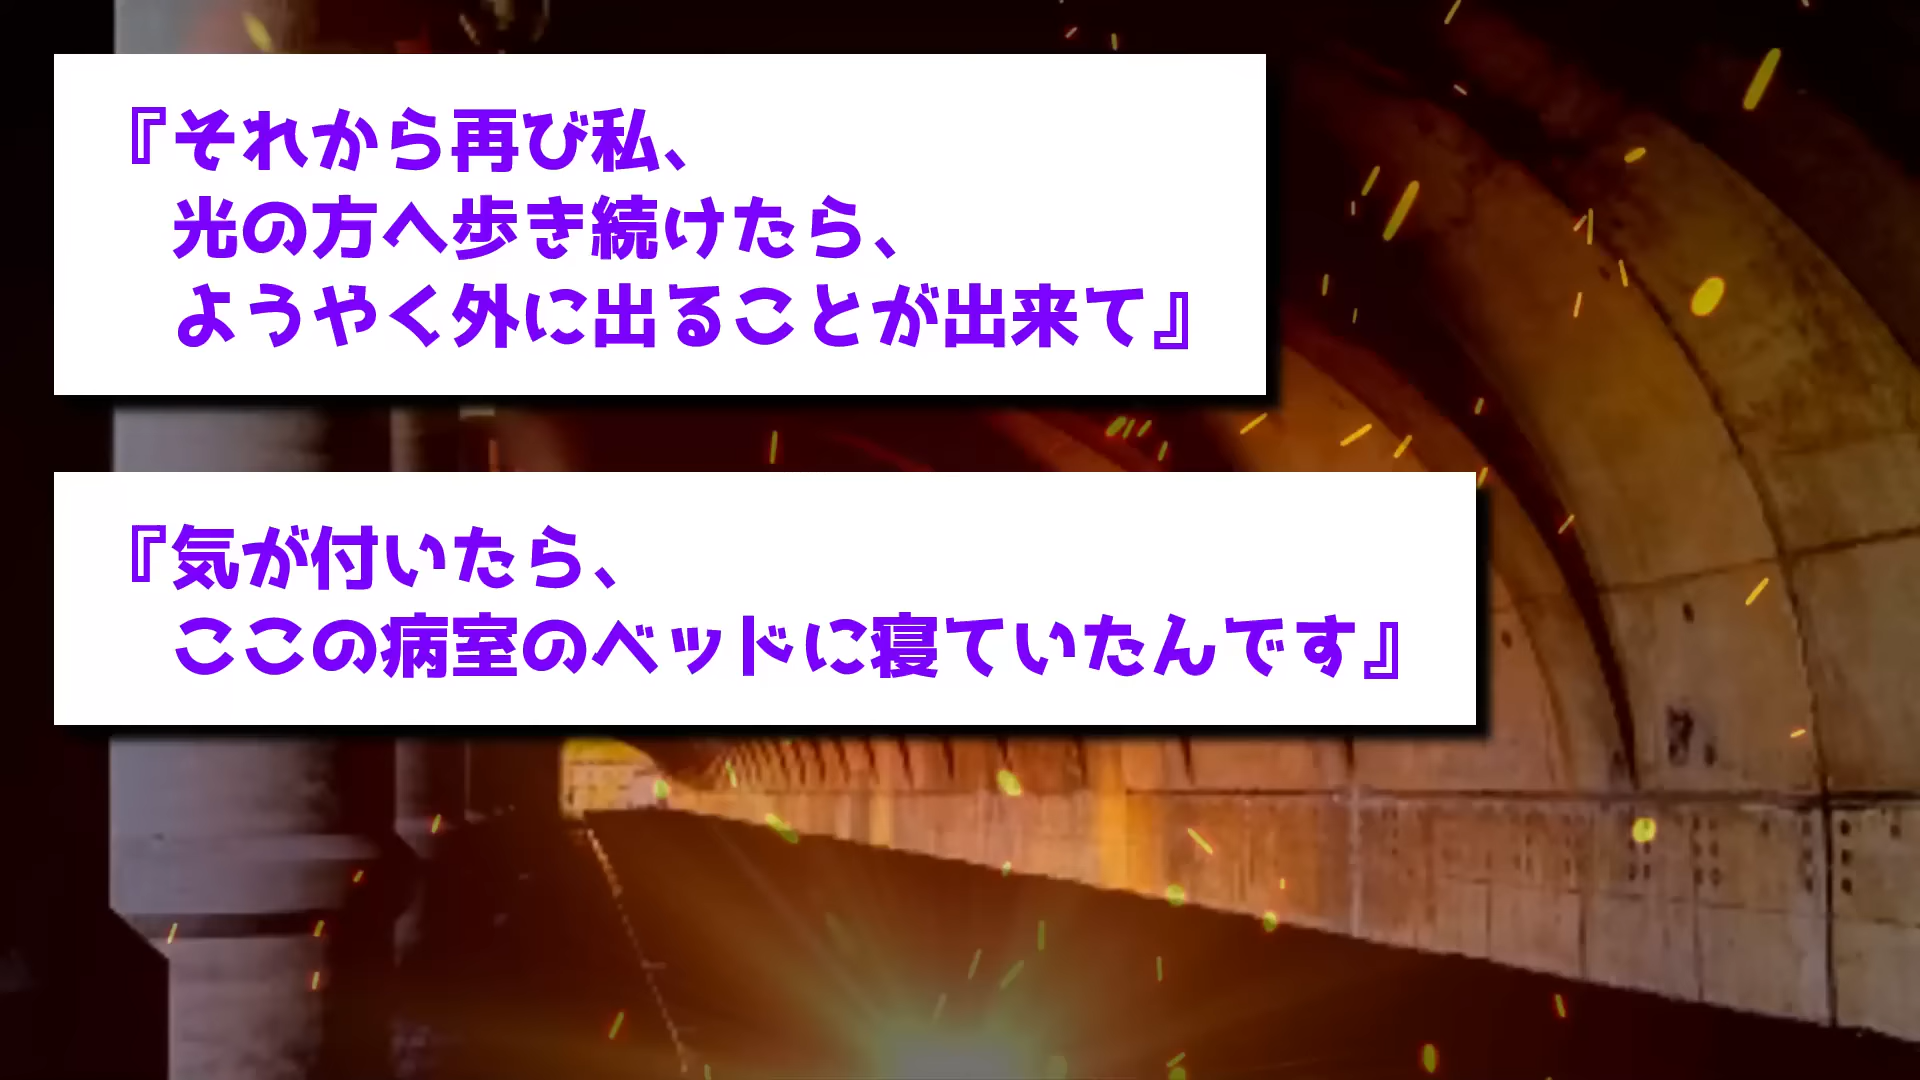 『それから再び私、
光の方へ歩き続けたら、
ようやく外に出ることが出来て』
『気が付いたら、
ここの病室のベッドに寝ていたんです』